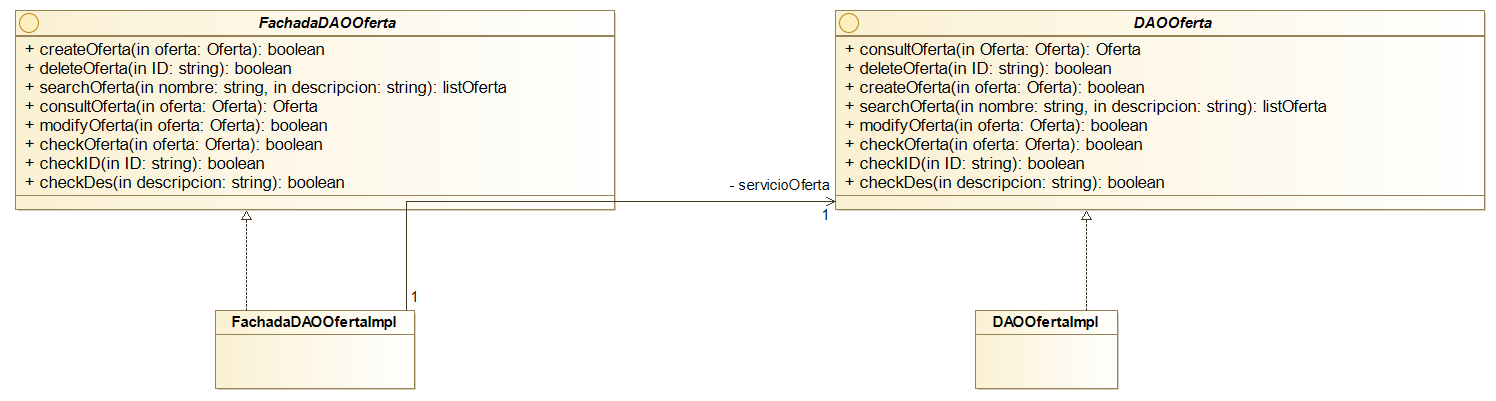 FachadaDAOOferta
+ createOferta(in oferta: Oferta): boolean
+ deleteOferta(in ID: string): boolean
+ searchOferta(in nombre: string, in descripcion: string): listOferta
+ consultOferta(in oferta: Oferta): Oferta
+ modifyOferta(in oferta: Oferta): boolean
+ checkOferta(in oferta: Oferta): boolean
+ checkID(in ID: string): boolean
+ checkDes(in descripcion: string): boolean
DAOOferta
+ consultOferta(in Oferta: Oferta): Oferta
+ deleteOferta(in ID: string): boolean
+ createOferta(in oferta: Oferta): boolean
+ searchOferta(in nombre: string, in descripcion: string): listOferta
+ modifyOferta(in oferta: Oferta): boolean
+ checkOferta(in oferta: Oferta): boolean
+ checkID(in ID: string): boolean
+ checkDes(in descripcion: string): boolean
- servicioOferta
1
1
FachadaDAOOfertaImpl
DAOOfertaImpl